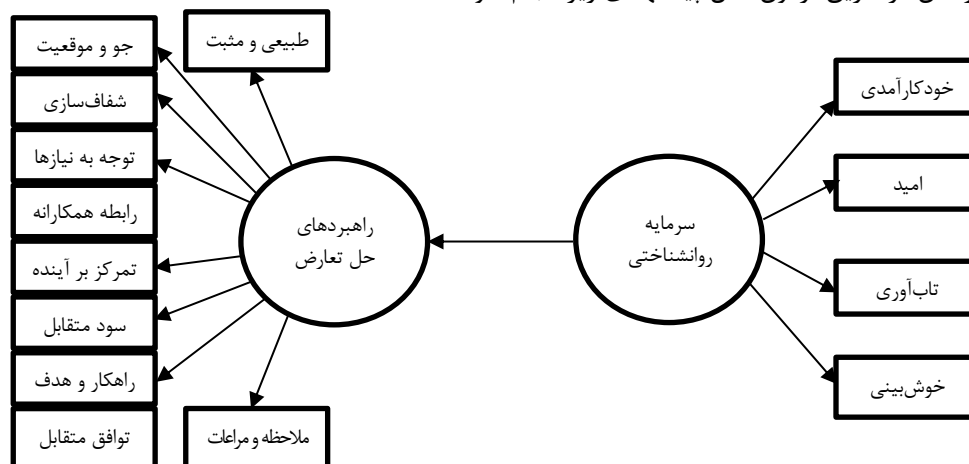 طبیعی و مثبت
جو و موقعیت
شفاف‌سازی
توجه به نیازها
رابطه همکارانه
تمرکز بر آینده
سود متقابل
راهکار و هدف
توافق متقابل
ملاحظه و مراعات
راهبردهای
حل تعارض
سرمایه
روانشناختی
خودکارآمدی
امید
تاب‌آوری
خوش‌بینی